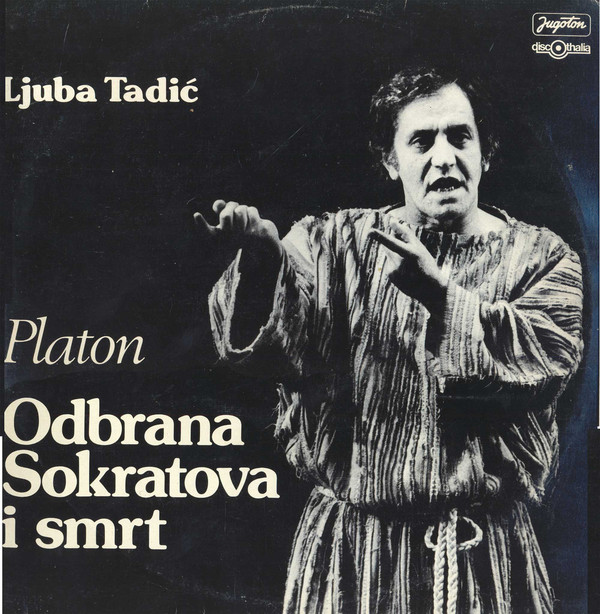 Jugoton
discothalia
Ljuba Tadić
Platon
Odbrana
Sokratova
i smrt